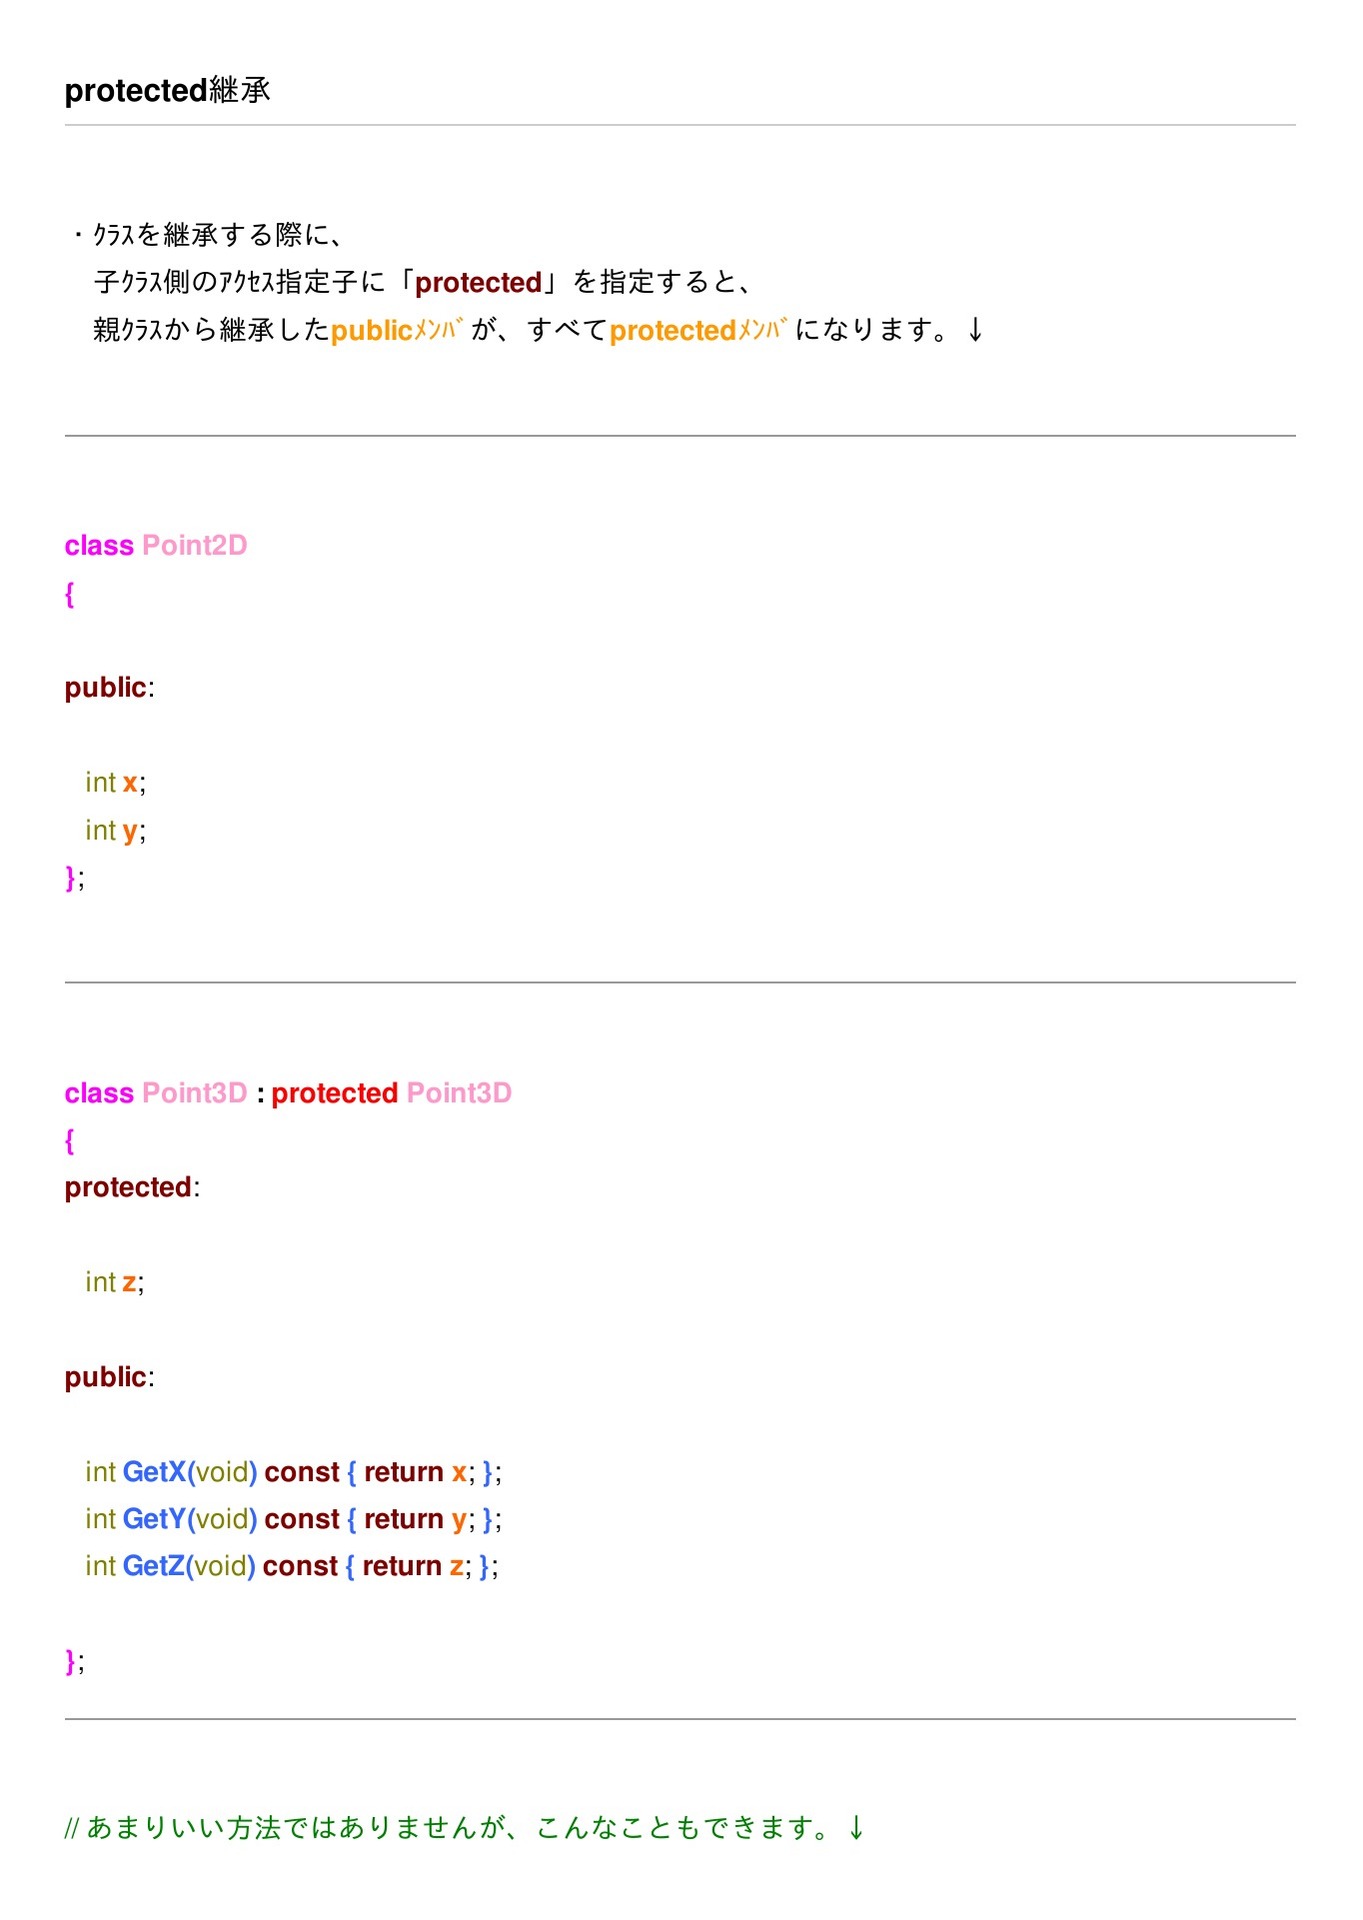 protected継承
・ｸﾗｽを継承する際に、
子ｸﾗｽ側のｱｸｾｽ指定子に「protected」を指定すると、
親ｸﾗｽから継承したpublicﾒﾝﾊﾞが、すべてprotectedﾒﾝﾊﾞになります。↓
class Point2D
{
public:
int x;
int y;
};
class Point3D : protected Point3D
{
protected:
int z;
public:
int GetX(void) const { return x; };
int GetY(void) const { return y; };
int GetZ(void) const { return z; };
};
// あまりいい方法ではありませんが、こんなこともできます。↓